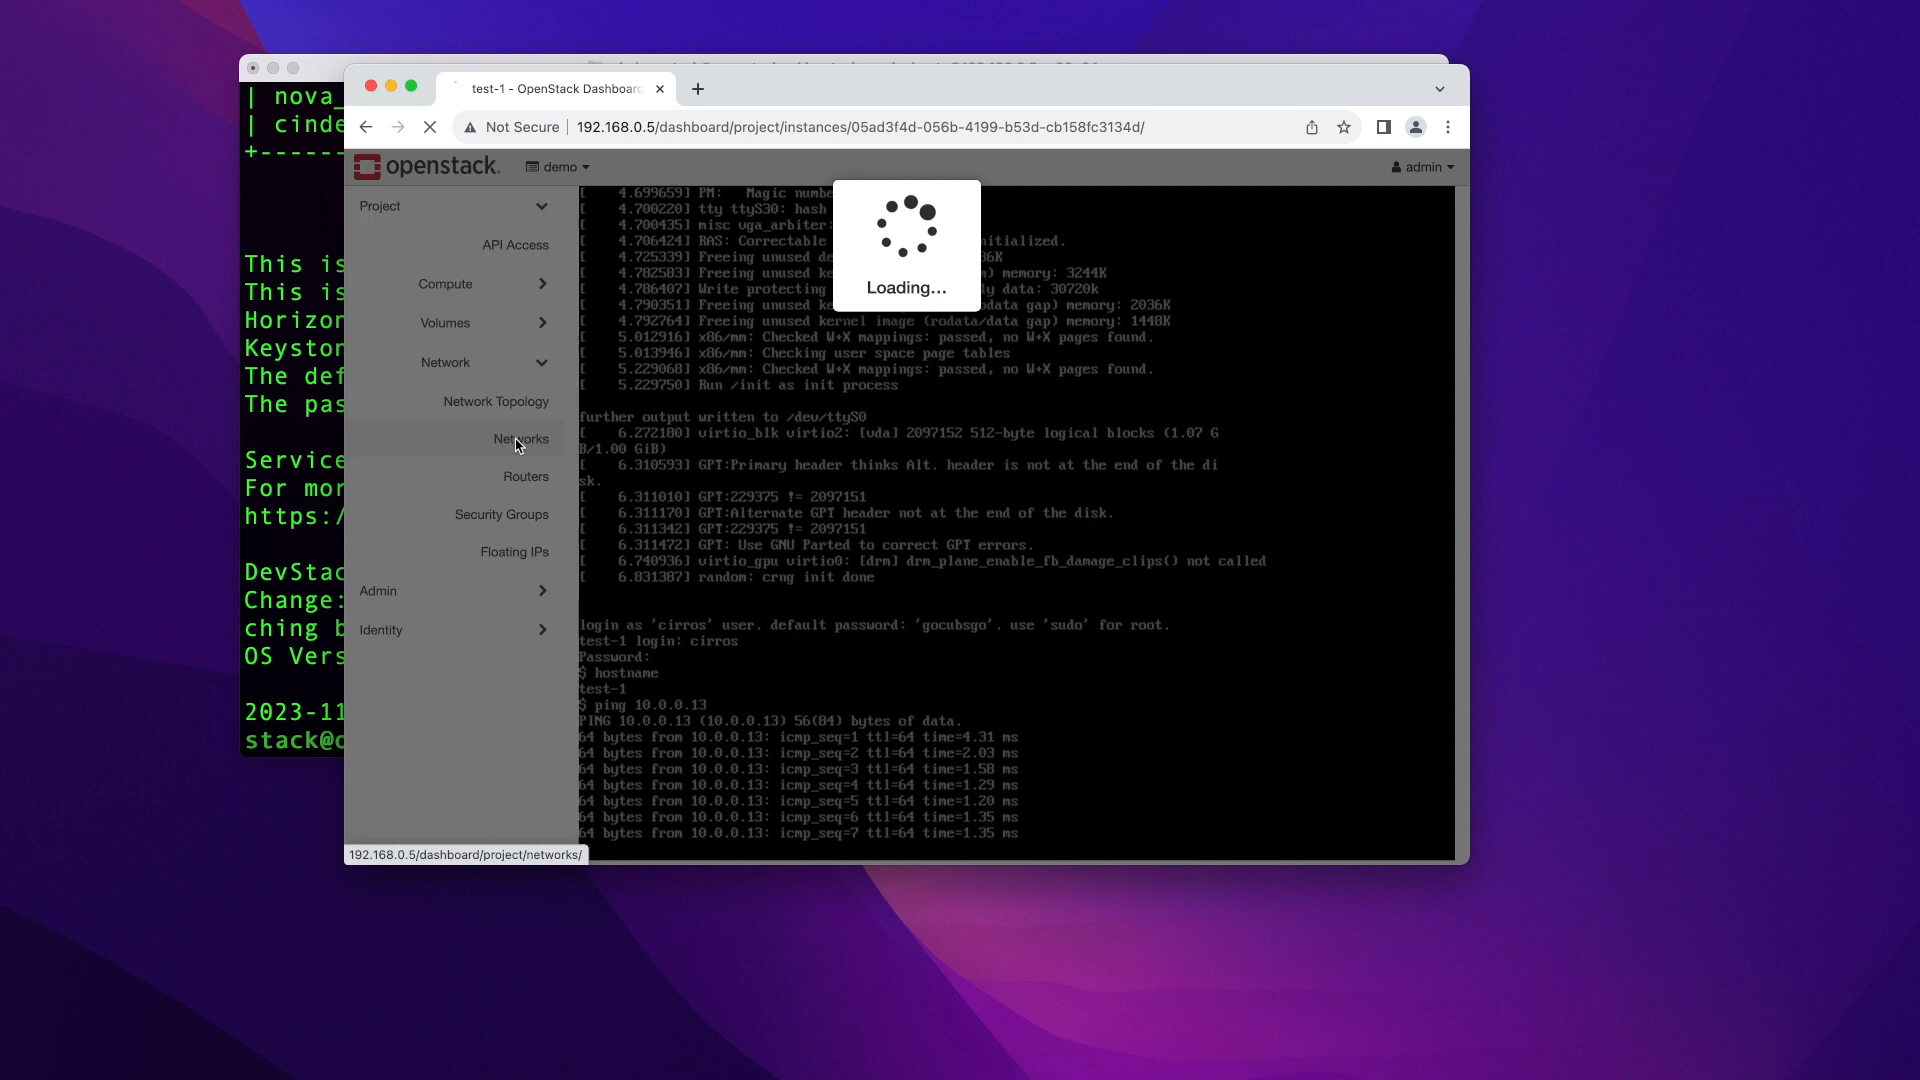 | nova_
| cinde
+------
This is
This is
Horizon
Keyston
The def
The pas
Service
For mor
https:/
DevStac
Change:
ching b
OS Vers
2023-11
stack@o
test-1 - OpenStack Dashboard
Not Secure
192.168.0.5/dashboard/project/instances/05ad3f4d-056b-4199-b53d-cb158fc3134d/
openstack.
demo
admin
Project
API Access
Compute
Volumes
Network
Network Topology
Networks
Routers
Security Groups
Floating IPs
Admin
Identity
192.168.0.5/dashboard/project/networks/
Loading...
[    4.699659] PM:   Magic numbe
[    4.700220] tty ttyS30: hash
[    4.700435] misc vga_arbiter:
[    4.706424] RAS: Correctable nitialized.
[    4.725339] Freeing unused de 36K
[    4.782583] Freeing unused ke ) memory: 3244K
[    4.786407] Write protecting ly data: 30720k
[    4.790351] Freeing unused ke odata gap) memory: 2036K
[    4.792764] Freeing unused kernel image (rodata/data gap) memory: 1448K
[    5.012916] x86/mm: Checked W+X mappings: passed, no W+X pages found.
[    5.013946] x86/mm: Checking user space page tables
[    5.229068] x86/mm: Checked W+X mappings: passed, no W+X pages found.
[    5.229750] Run /init as init process
further output written to /dev/ttyS0
[    6.272180] virtio_blk virtio2: [vda] 2097152 512-byte logical blocks (1.07 G
B/1.00 GiB)
[    6.310593] GPT:Primary header thinks Alt. header is not at the end of the di
sk.
[    6.311010] GPT:229375 != 2097151
[    6.311170] GPT:Alternate GPT header not at the end of the disk.
[    6.311342] GPT:229375 != 2097151
[    6.311472] GPT: Use GNU Parted to correct GPT errors.
[    6.740936] virtio_gpu virtio0: [drm] drm_plane_enable_fb_damage_clips() not called
[    6.831387] random: crng init done
login as 'cirros' user. default password: 'gocubsgo'. use 'sudo' for root.
test-1 login: cirros
Password:
$ hostname
test-1
$ ping 10.0.0.13
PING 10.0.0.13 (10.0.0.13) 56(84) bytes of data.
64 bytes from 10.0.0.13: icmp_seq=1 ttl=64 time=4.31 ms
64 bytes from 10.0.0.13: icmp_seq=2 ttl=64 time=2.03 ms
64 bytes from 10.0.0.13: icmp_seq=3 ttl=64 time=1.58 ms
64 bytes from 10.0.0.13: icmp_seq=4 ttl=64 time=1.29 ms
64 bytes from 10.0.0.13: icmp_seq=5 ttl=64 time=1.20 ms
64 bytes from 10.0.0.13: icmp_seq=6 ttl=64 time=1.35 ms
64 bytes from 10.0.0.13: icmp_seq=7 ttl=64 time=1.35 ms